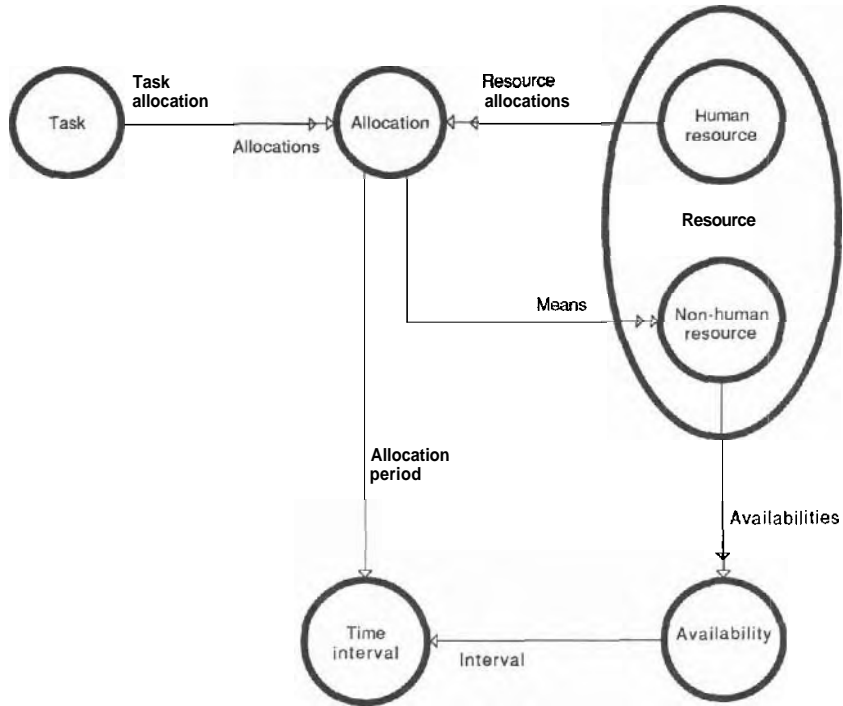 Task
allocation
Task
Allocations
Allocation
Resource
allocations
Human
resource
Resource
Means
Non-human
resource
Allocation
period
Availabilities
Time
interval
Interval
Availability